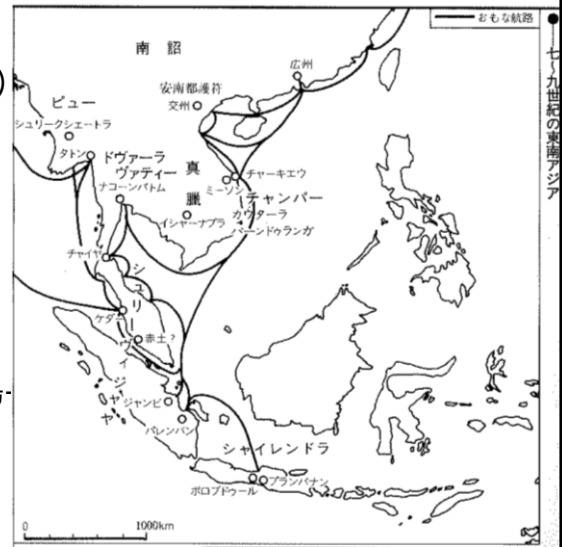 おもな航路
●―七～九世紀の東南アジア
南詔
広州
安南都護符
交州
ピュー
シュリークシェートラ
タトン
ドヴァーラ
ヴァティー
ナコーンパトム
真臘
チャーキエウ
ミーソン
チャンパー
カウターラ
パーンドゥランガ
イシャーナプラ
チャイヤ
シュリーヴィジャヤ
ケダー
赤土?
ジャンビ
パレンバン
シャイレンドラ
ボロブドゥール
プランバナン
0
1000km